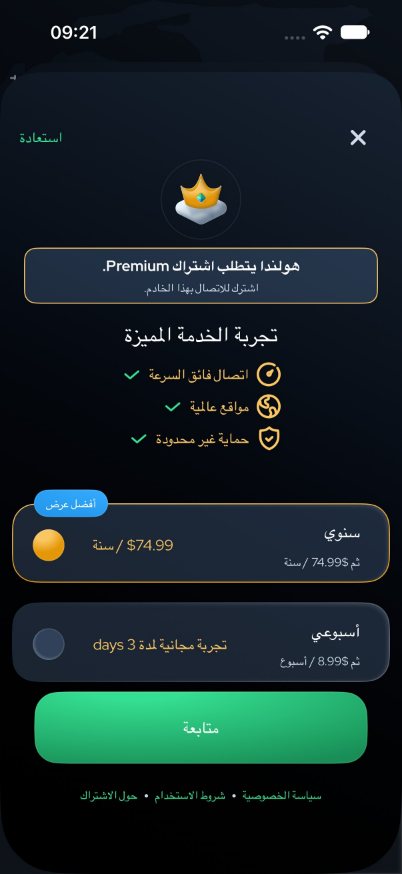 09:21
استعادة
هولندا يتطلب اشتراك Premium.
اشترك للاتصال بهذا الخادم.
تجربة الخدمة المميزة
اتصال فائق السرعة
مواقع عالمية
حماية غير محدودة
أفضل عرض
سنوي
ثم 74.99$ / سنة
$74.99 / سنة
أسبوعي
ثم 8.99$ / أسبوع
تجربة مجانية لمدة 3 days
متابعة
سياسة الخصوصية • شروط الاستخدام • حول الاشتراك